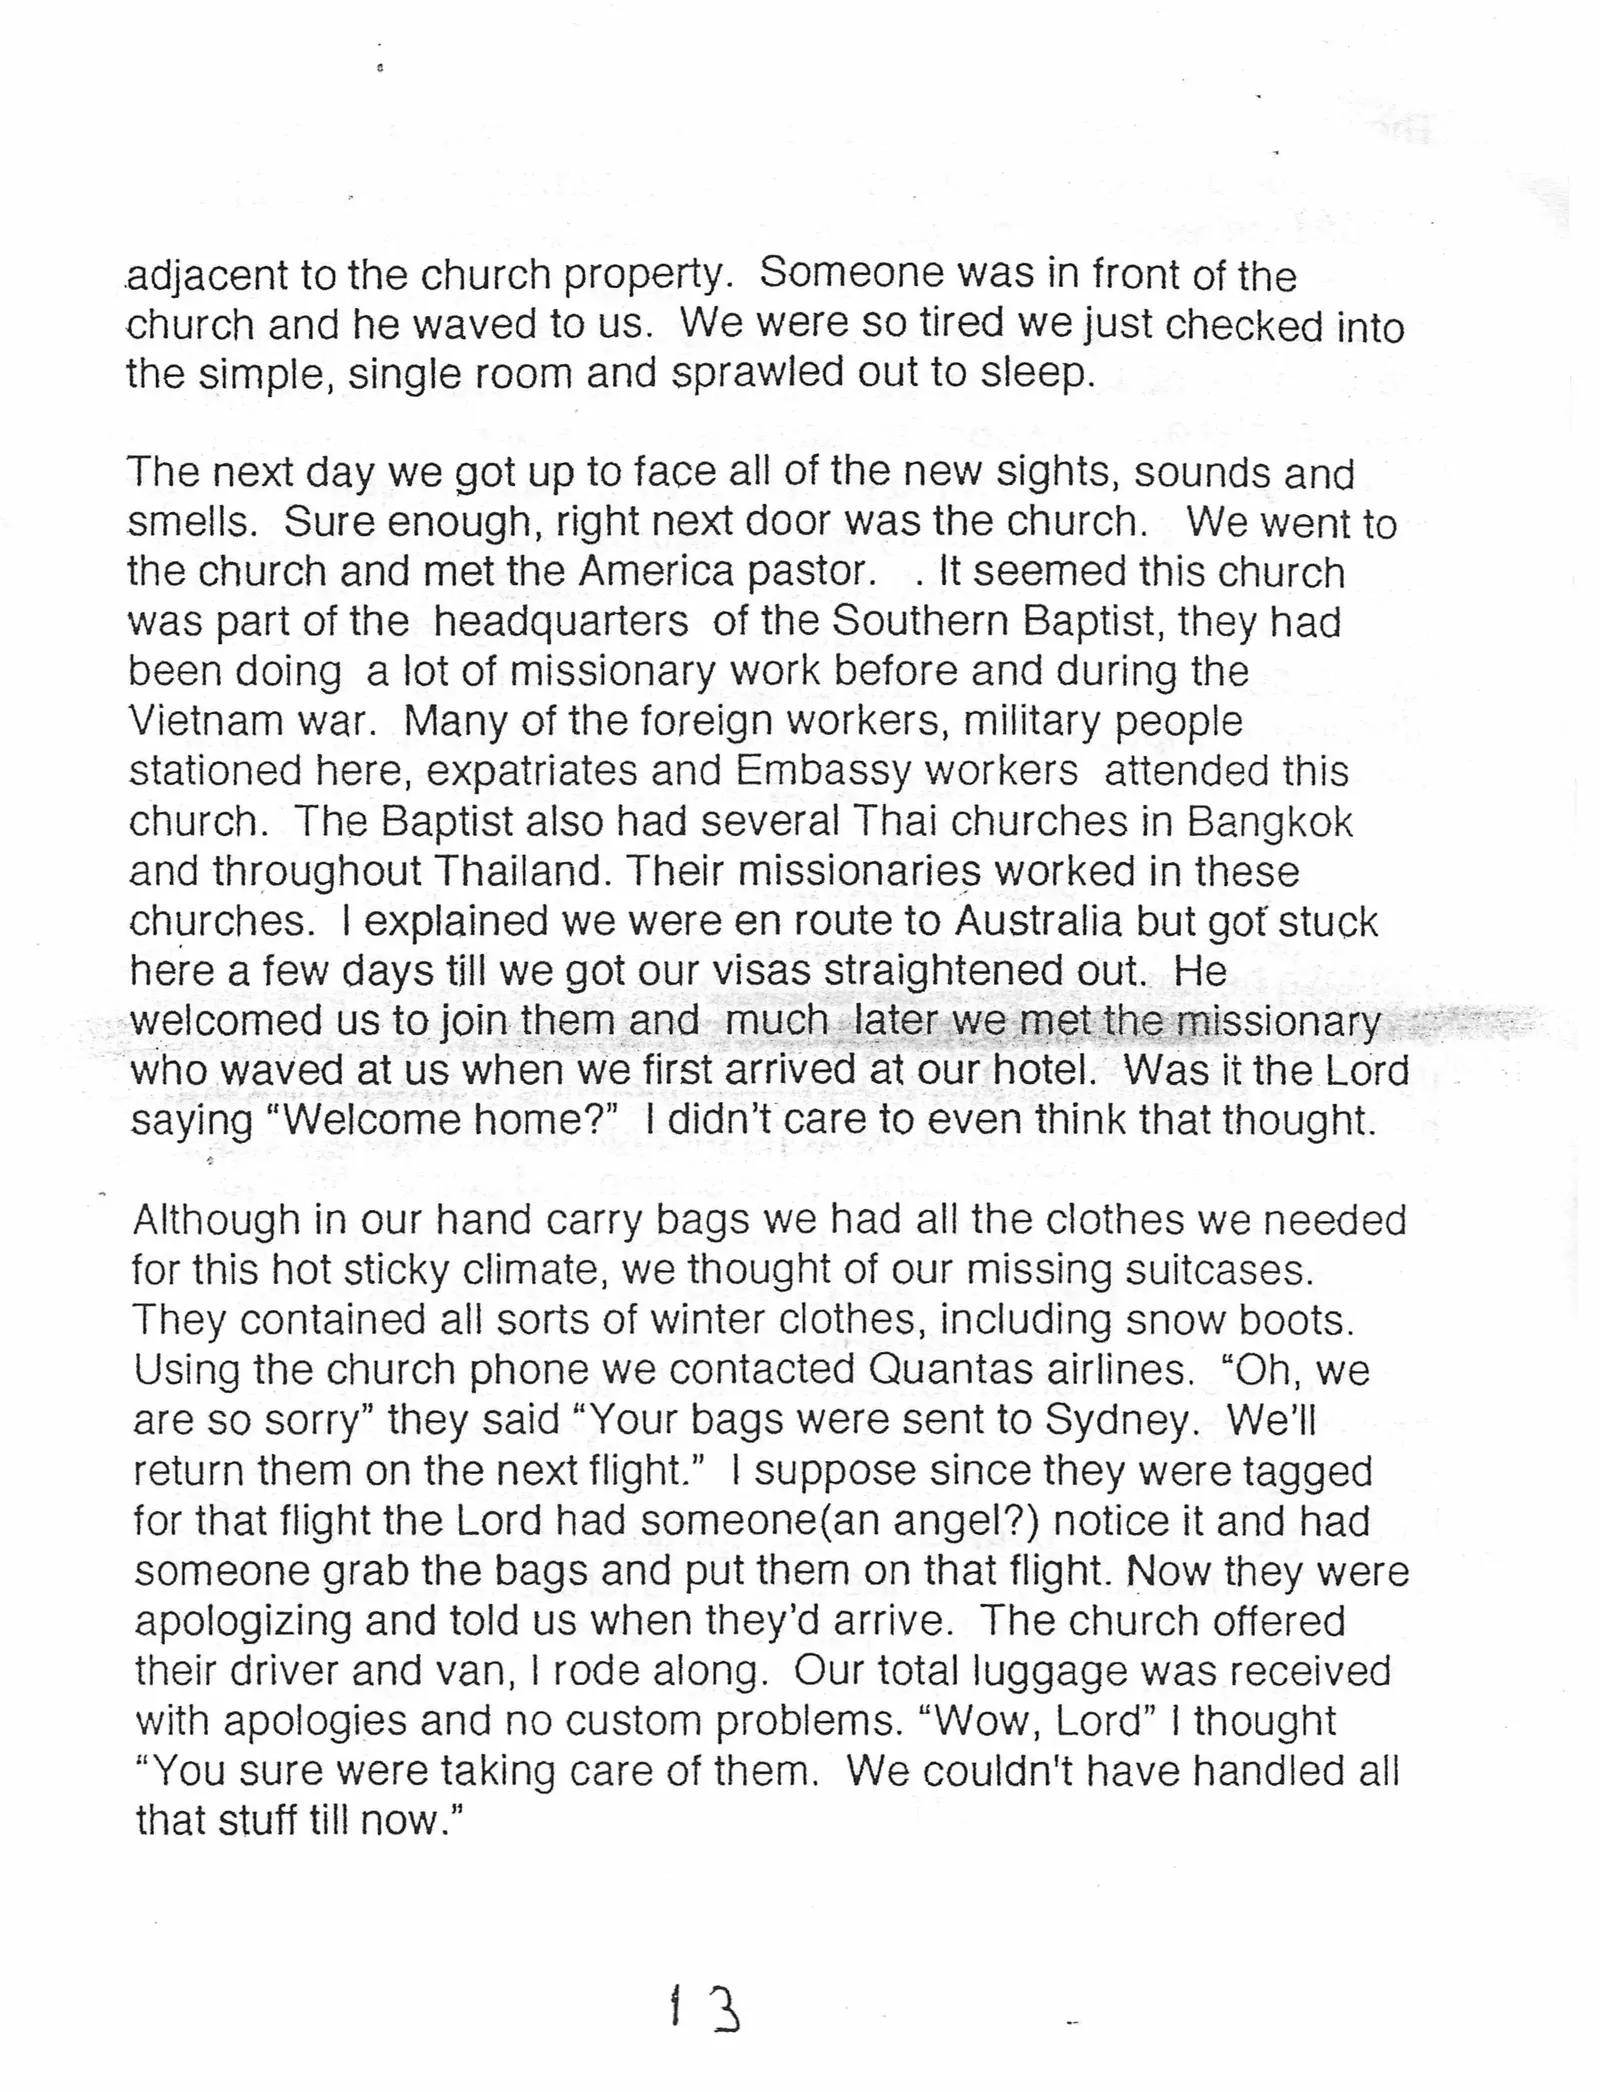 adjacent to the church property.  Someone was in front of the
church and he waved to us.  We were so tired we just checked into
the simple, single room and sprawled out to sleep.

The next day we got up to face all of the new sights, sounds and
smells.  Sure enough, right next door was the church.   We went to
the church and met the America pastor.   . It seemed this church
was part of the  headquarters  of the Southern Baptist, they had
been doing  a lot of missionary work before and during the
Vietnam war.  Many of the foreign workers, military people
stationed here, expatriates and Embassy workers  attended this
church.  The Baptist also had several Thai churches in Bangkok
and throughout Thailand. Their missionaries worked in these
churches.  I explained we were en route to Australia but got stuck
here a few days till we got our visas straightened out.  He
welcomed us to join them and  much  later we met the missionary
who waved at us when we first arrived at our hotel.  Was it the Lord
saying “Welcome home?”  I didn’t care to even think that thought.

Although in our hand carry bags we had all the clothes we needed
for this hot sticky climate, we thought of our missing suitcases.
They contained all sorts of winter clothes, including snow boots.
Using the church phone we contacted Quantas airlines.  “Oh, we
are so sorry” they said “Your bags were sent to Sydney.  We’ll
return them on the next flight.”  I suppose since they were tagged
for that flight the Lord had someone(an angel?) notice it and had
someone grab the bags and put them on that flight. Now they were
apologizing and told us when they’d arrive.  The church offered
their driver and van, I rode along.  Our total luggage was received
with apologies and no custom problems. “Wow, Lord” I thought
“You sure were taking care of them.  We couldn't have handled all
that stuff till now.”

13